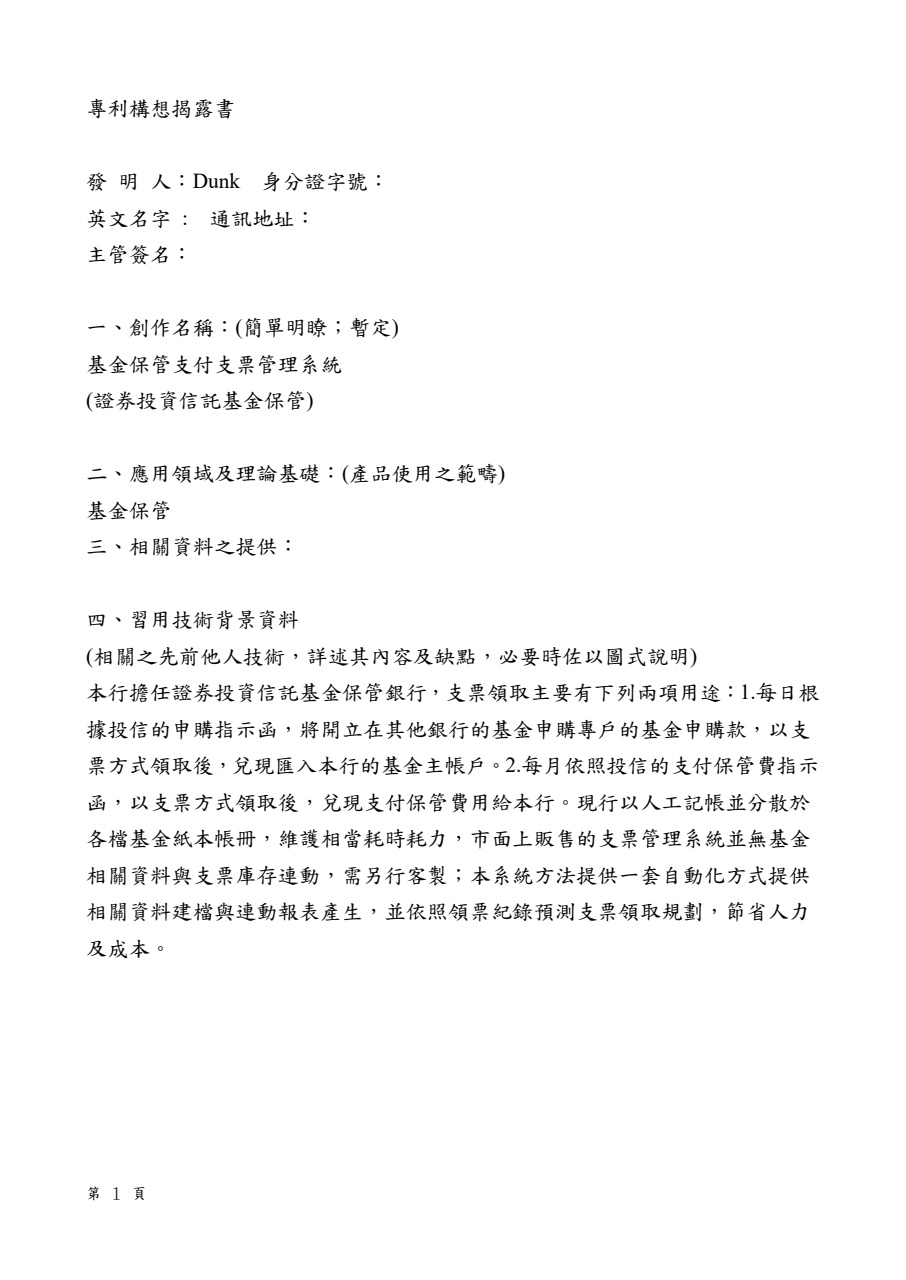 專利構想揭露書
發 明 人：Dunk　身分證字號：
英文名字 :　通訊地址：
主管簽名：
一、創作名稱：(簡單明瞭；暫定)
基金保管支付支票管理系統
(證券投資信託基金保管)
二、應用領域及理論基礎：(產品使用之範疇)
基金保管
三、相關資料之提供：
四、習用技術背景資料
(相關之先前他人技術，詳述其內容及缺點，必要時佐以圖式說明)
本行擔任證券投資信託基金保管銀行，支票領取主要有下列兩項用途：1.每日根
據投信的申購指示函，將開立在其他銀行的基金申購專戶的基金申購款，以支
票方式領取後，兌現匯入本行的基金主帳戶。2.每月依照投信的支付保管費指示
函，以支票方式領取後，兌現支付保管費用給本行。現行以人工記帳並分散於
各檔基金紙本帳冊，維護相當耗時耗力，市面上販售的支票管理系統並無基金
相關資料與支票庫存連動，需另行客製；本系統方法提供一套自動化方式提供
相關資料建檔與連動報表產生，並依照領票紀錄預測支票領取規劃，節省人力
及成本。
第 1 頁